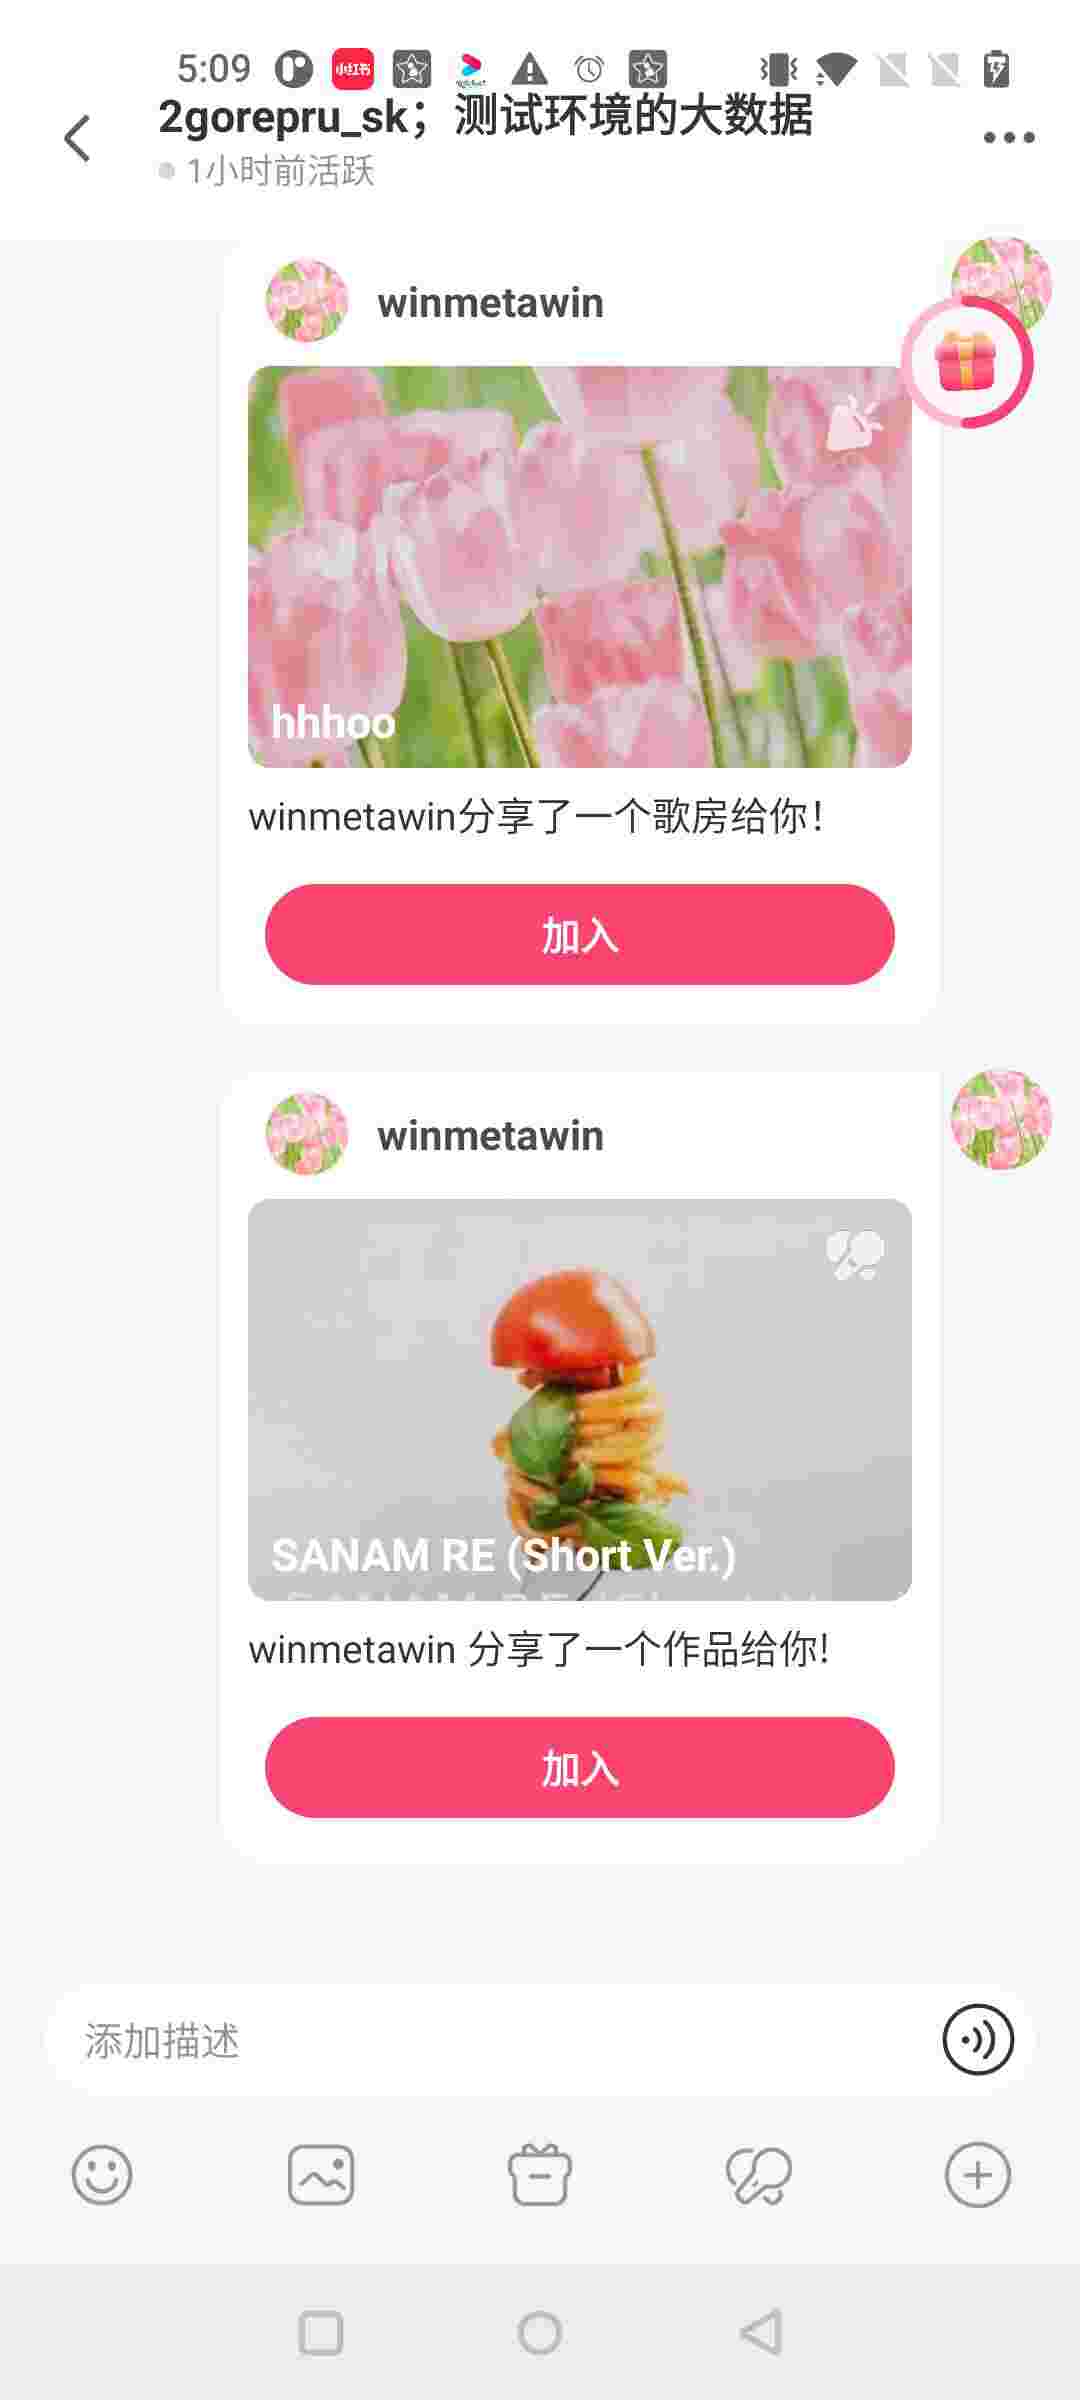 5:09
小红书
2gorepru_sk；测试环境的大数据
1小时前活跃
winmetawin
hhhoo
winmetawin分享了一个歌房给你！
加入
winmetawin
SANAM RE (Short Ver.)
winmetawin 分享了一个作品给你!
加入
添加描述